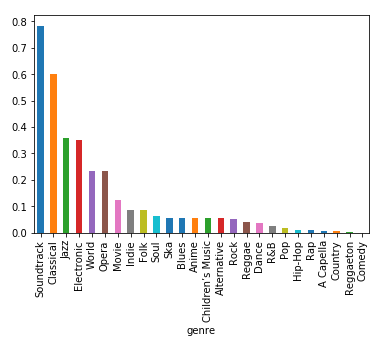 0.8
0.7
0.6
0.5
0.4
0.3
0.2
0.1
0.0
Soundtrack
Classical
Jazz
Electronic
World
Opera
Movie
Indie
Folk
Soul
Ska
Blues
Anime
Children's Music
Alternative
Rock
Reggae
Dance
R&B
Pop
Hip-Hop
Rap
A Capella
Country
Reggaeton
Comedy
genre